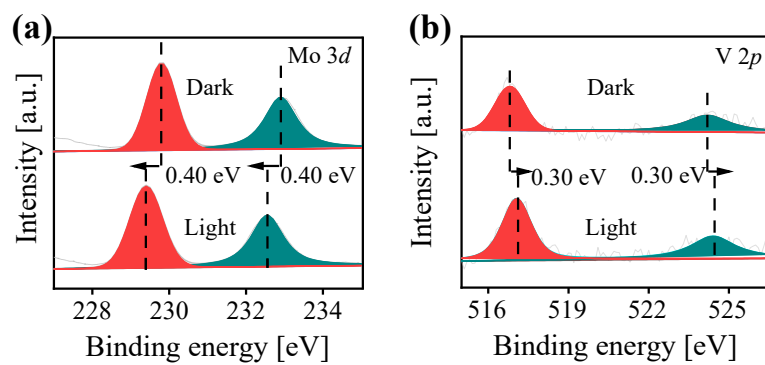 (a)
Mo 3d
Dark
0.40 eV
0.40 eV
Light
Intensity [a.u.]
228 230 232 234
Binding energy [eV]
(b)
V 2p
Dark
0.30 eV
0.30 eV
Light
Intensity [a.u.]
516 519 522 525
Binding energy [eV]